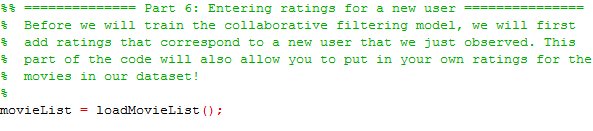 %% ============== Part 6: Entering ratings for a new user ===============
%  Before we will train the collaborative filtering model, we will first
%  add ratings that correspond to a new user that we just observed. This
%  part of the code will also allow you to put in your own ratings for the
%  movies in our dataset!
%
movieList = loadMovieList();